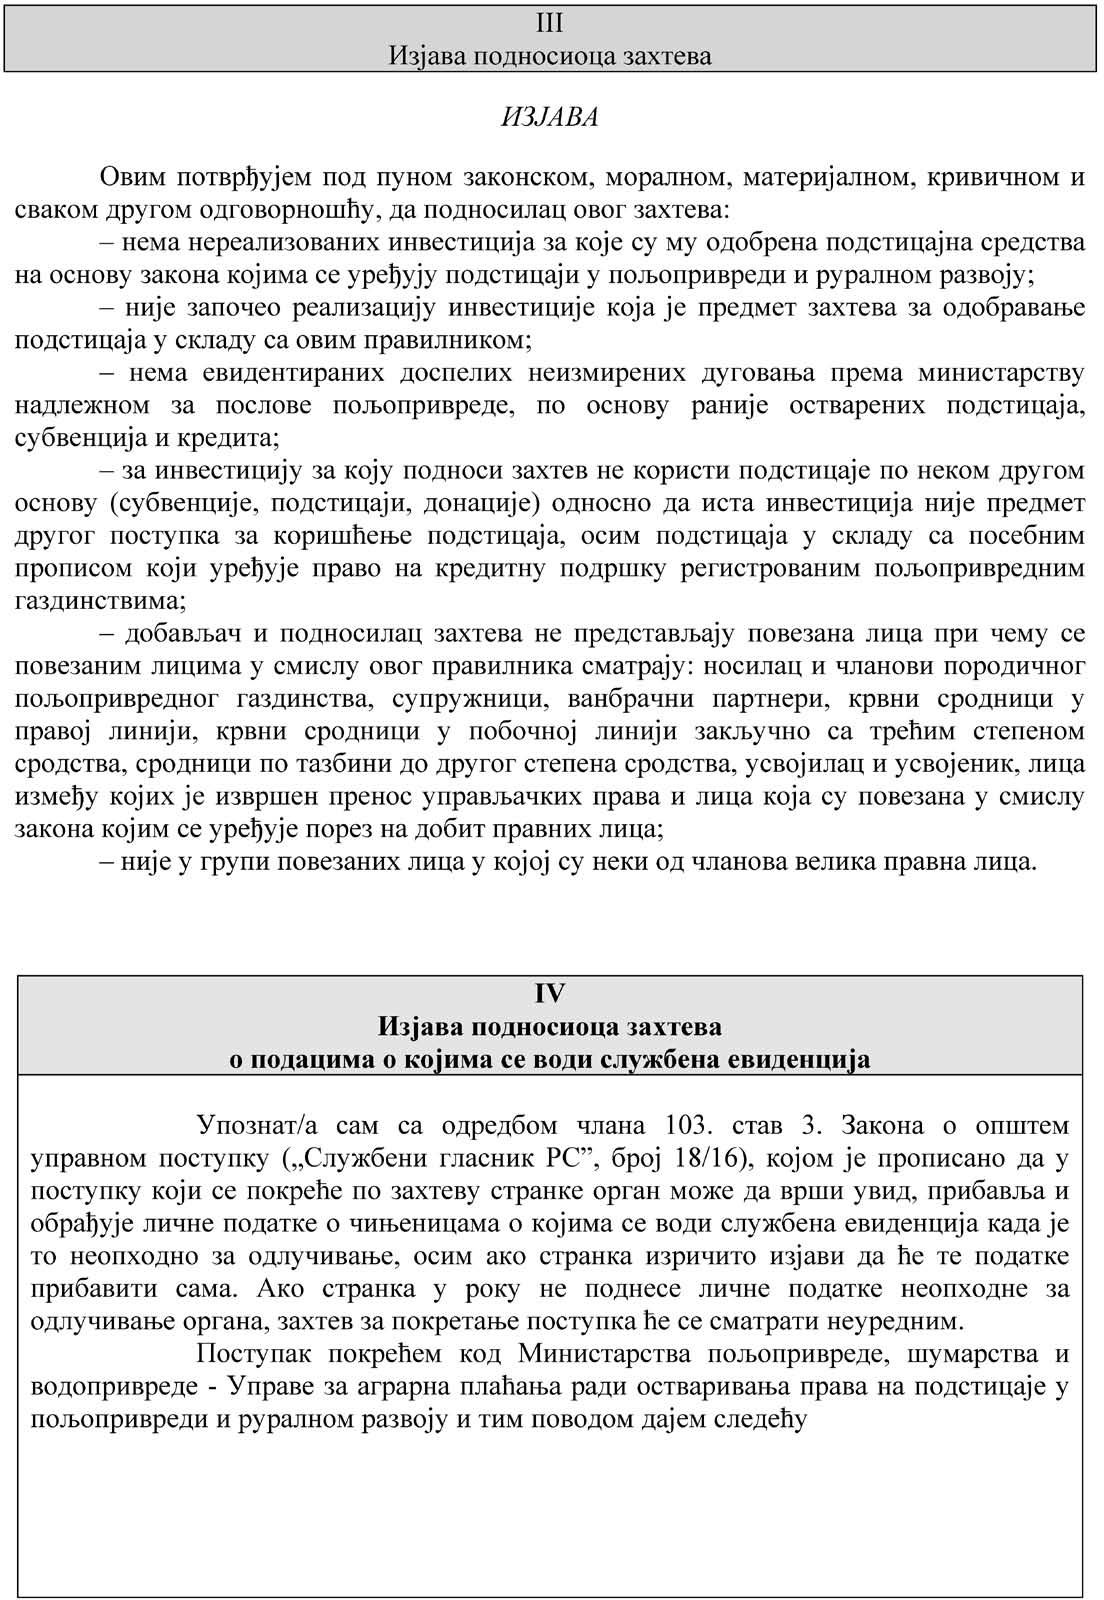 III
Изјава подносиоца захтева
ИЗЈАВА
Овим потврђујем под пуном законском, моралном, материјалном, кривичном и
сваком другом одговорношћу, да подносилац овог захтева:
– нема нереализованих инвестиција за које су му одобрена подстицајна средства
на основу закона којима се уређују подстицаји у пољопривреди и руралном развоју;
– није започео реализацију инвестиције која је предмет захтева за одобравање
подстицаја у складу са овим правилником;
– нема евидентираних доспелих неизмирених дуговања према министарству
надлежном за послове пољопривреде, по основу раније остварених подстицаја,
субвенција и кредита;
– за инвестицију за коју подноси захтев не користи подстицаје по неком другом
основу (субвенције, подстицаји, донације) односно да иста инвестиција није предмет
другог поступка за коришћење подстицаја, осим подстицаја у складу са посебним
прописом који уређује право на кредитну подршку регистрованим пољопривредним
газдинствима;
– добављач и подносилац захтева не представљају повезана лица при чему се
повезаним лицима у смислу овог правилника сматрају: носилац и чланови породичног
пољопривредног газдинства, супружници, ванбрачни партнери, крвни сродници у
правој линији, крвни сродници у побочној линији закључно са трећим степеном
сродства, сродници по тазбини до другог степена сродства, усвојилац и усвојеник, лица
између којих је извршен пренос управљачких права и лица која су повезана у смислу
закона којим се уређује порез на добит правних лица;
– није у групи повезаних лица у којој су неки од чланова велика правна лица.
IV
Изјава подносиоца захтева
о подацима о којима се води службена евиденција
Упознат/а сам са одредбом члана 103. став 3. Закона о општем
управном поступку („Службени гласник РС”, број 18/16), којом је прописано да у
поступку који се покреће по захтеву странке орган може да врши увид, прибавља и
обрађује личне податке о чињеницама о којима се води службена евиденција када је
то неопходно за одлучивање, осим ако странка изричито изјави да ће те податке
прибавити сама. Ако странка у року не поднесе личне податке неопходне за
одлучивање органа, захтев за покретање поступка ће се сматрати неуредним.
Поступак покрећем код Министарства пољопривреде, шумарства и
водопривреде - Управе за аграрна плаћања ради остваривања права на подстицаје у
пољопривреди и руралном развоју и тим поводом дајем следећу